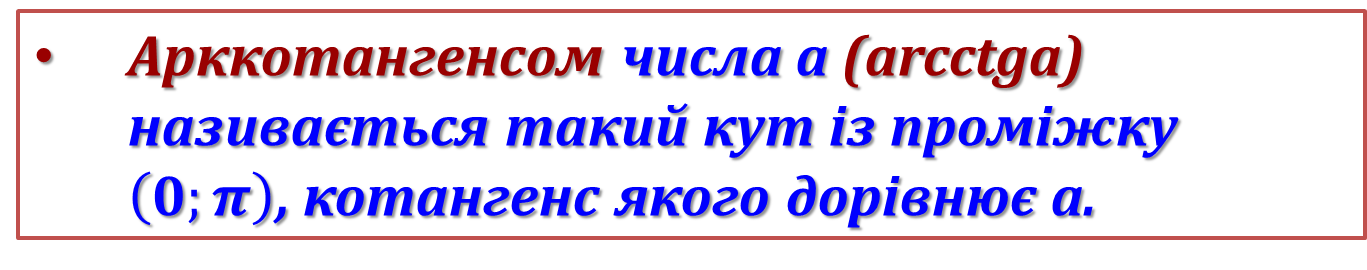 • Арккотангенсом числа а (arcctga)
називається такий кут із проміжку
(0; π), котангенс якого дорівнює а.